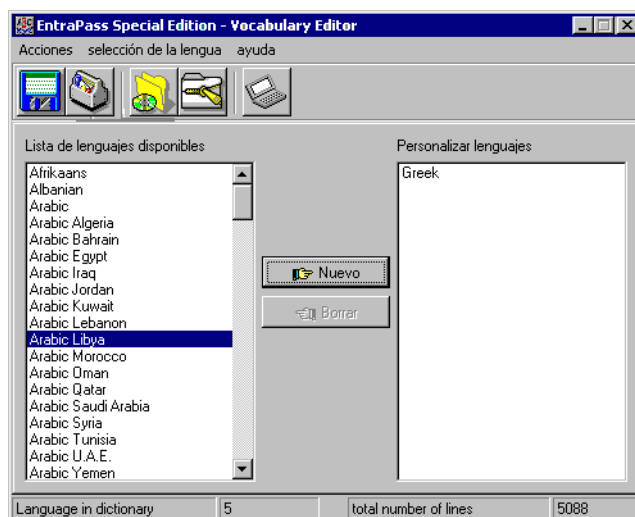 EntraPass Special Edition - Vocabulary Editor
Acciones selección de la lengua ayuda
Lista de lenguajes disponibles
Personalizar lenguajes
Afrikaans
Albanian
Arabic
Arabic Algeria
Arabic Bahrain
Arabic Egypt
Arabic Iraq
Arabic Jordan
Arabic Kuwait
Arabic Lebanon
Arabic Libya
Arabic Morocco
Arabic Oman
Arabic Qatar
Arabic Saudi Arabia
Arabic Syria
Arabic Tunisia
Arabic U.A.E.
Arabic Yemen
Nuevo
Borrar
Greek
Language in dictionary 5 total number of lines 5088